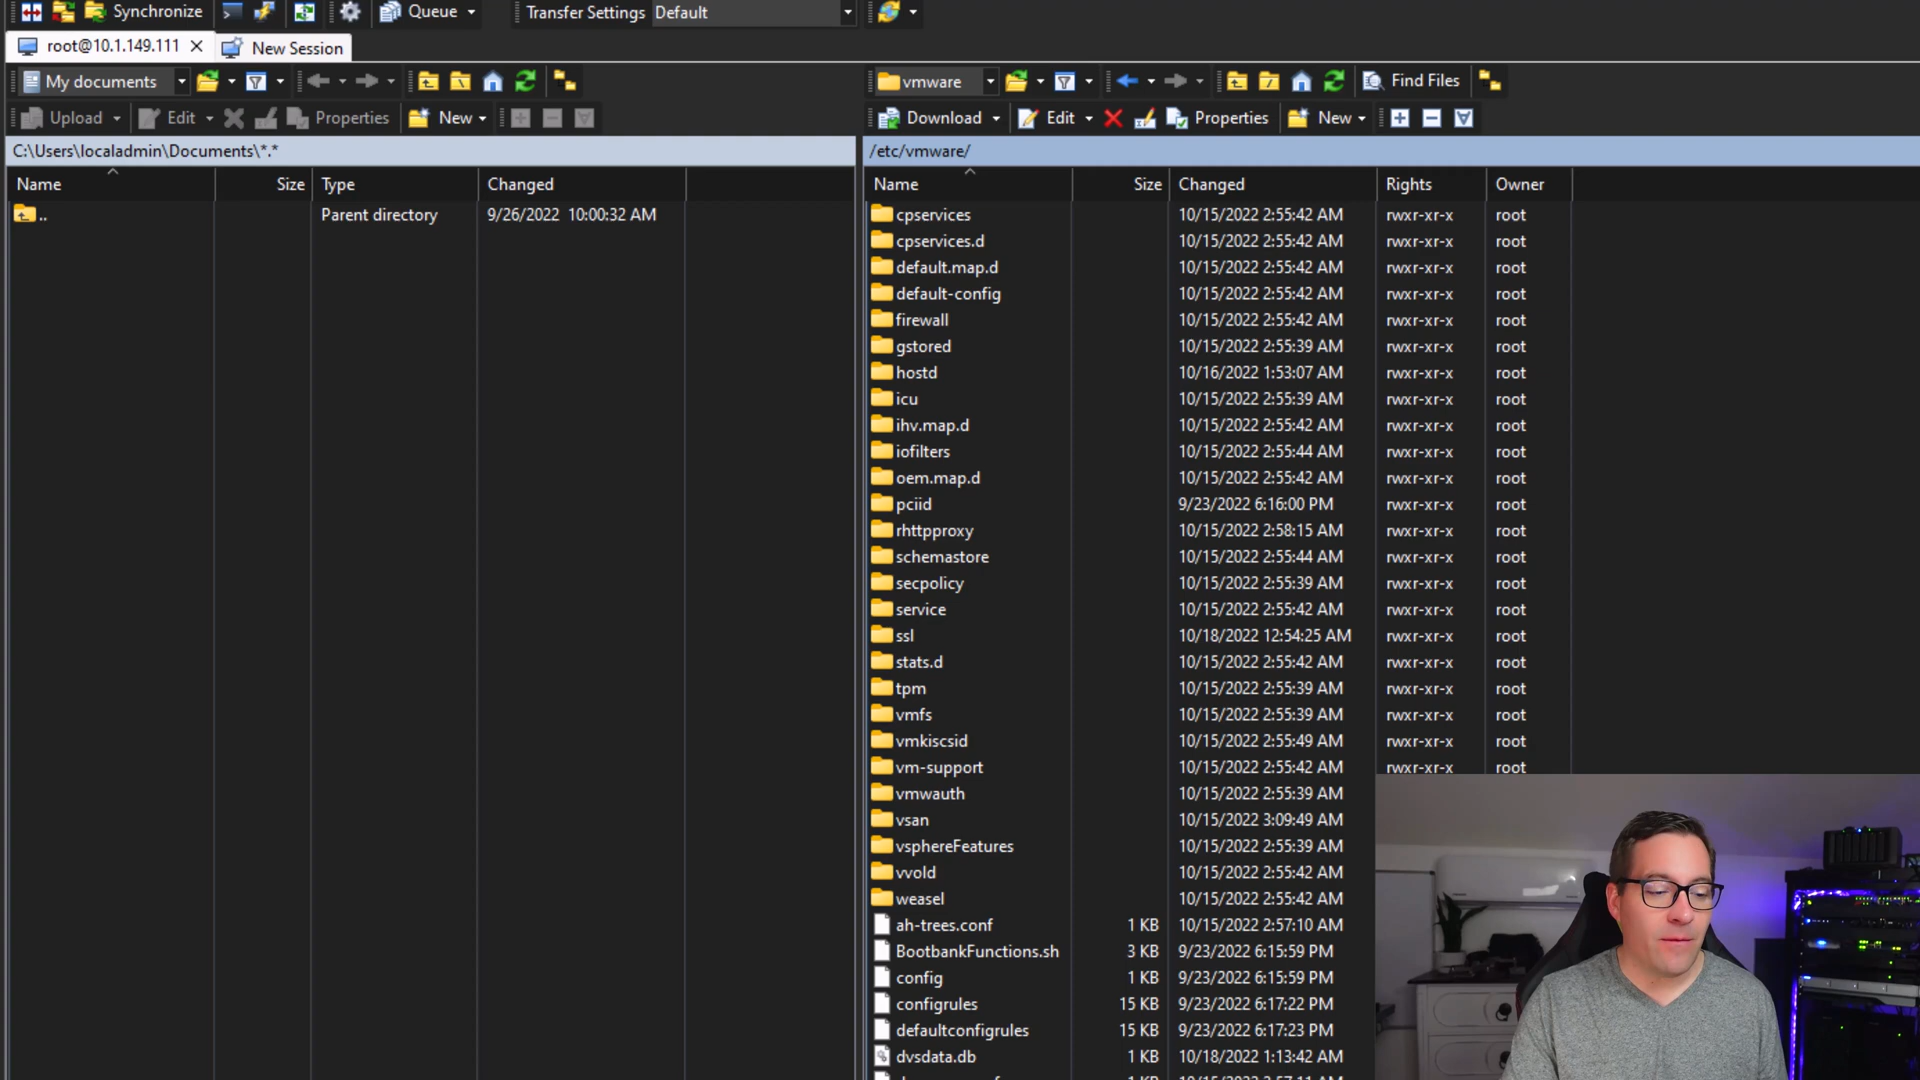 Synchronize Queue Transfer Settings Default
root@10.1.149.111 New Session
My documents
Upload Edit Properties New
C:\Users\localadmin\Documents\*.*
Name Size Type Changed
.. Parent directory 9/26/2022 10:00:32 AM
vmware Find Files
Download Edit Properties New
/etc/vmware/
Name Size Changed Rights Owner
cpservices 10/15/2022 2:55:42 AM rwxr-xr-x root
cpservices.d 10/15/2022 2:55:42 AM rwxr-xr-x root
default.map.d 10/15/2022 2:55:42 AM rwxr-xr-x root
default-config 10/15/2022 2:55:42 AM rwxr-xr-x root
firewall 10/15/2022 2:55:42 AM rwxr-xr-x root
gstored 10/15/2022 2:55:39 AM rwxr-xr-x root
hostd 10/16/2022 1:53:07 AM rwxr-xr-x root
icu 10/15/2022 2:55:39 AM rwxr-xr-x root
ihv.map.d 10/15/2022 2:55:42 AM rwxr-xr-x root
iofilters 10/15/2022 2:55:44 AM rwxr-xr-x root
oem.map.d 10/15/2022 2:55:42 AM rwxr-xr-x root
pciid 9/23/2022 6:16:00 PM rwxr-xr-x root
rhttpproxy 10/15/2022 2:58:15 AM rwxr-xr-x root
schemastore 10/15/2022 2:55:44 AM rwxr-xr-x root
secpolicy 10/15/2022 2:55:39 AM rwxr-xr-x root
service 10/15/2022 2:55:42 AM rwxr-xr-x root
ssl 10/18/2022 12:54:25 AM rwxr-xr-x root
stats.d 10/15/2022 2:55:42 AM rwxr-xr-x root
tpm 10/15/2022 2:55:39 AM rwxr-xr-x root
vmfs 10/15/2022 2:55:39 AM rwxr-xr-x root
vmkiscsid 10/15/2022 2:55:49 AM rwxr-xr-x root
vm-support 10/15/2022 2:55:42 AM rwxr-xr-x root
vmwauth 10/15/2022 2:55:39 AM
vsan 10/15/2022 3:09:49 AM
vsphereFeatures 10/15/2022 2:55:39 AM
vvold 10/15/2022 2:55:42 AM
weasel 10/15/2022 2:55:42 AM
ah-trees.conf 1 KB 10/15/2022 2:57:10 AM
BootbankFunctions.sh 3 KB 9/23/2022 6:15:59 PM
config 1 KB 9/23/2022 6:15:59 PM
configrules 15 KB 9/23/2022 6:17:22 PM
defaultconfigrules 15 KB 9/23/2022 6:17:23 PM
dvsdata.db 1 KB 10/18/2022 1:13:42 AM